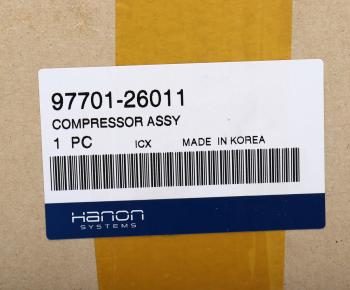 97701-26011
COMPRESSOR ASSY
1 PC ICX MADE IN KOREA
Hanon
SYSTEMS